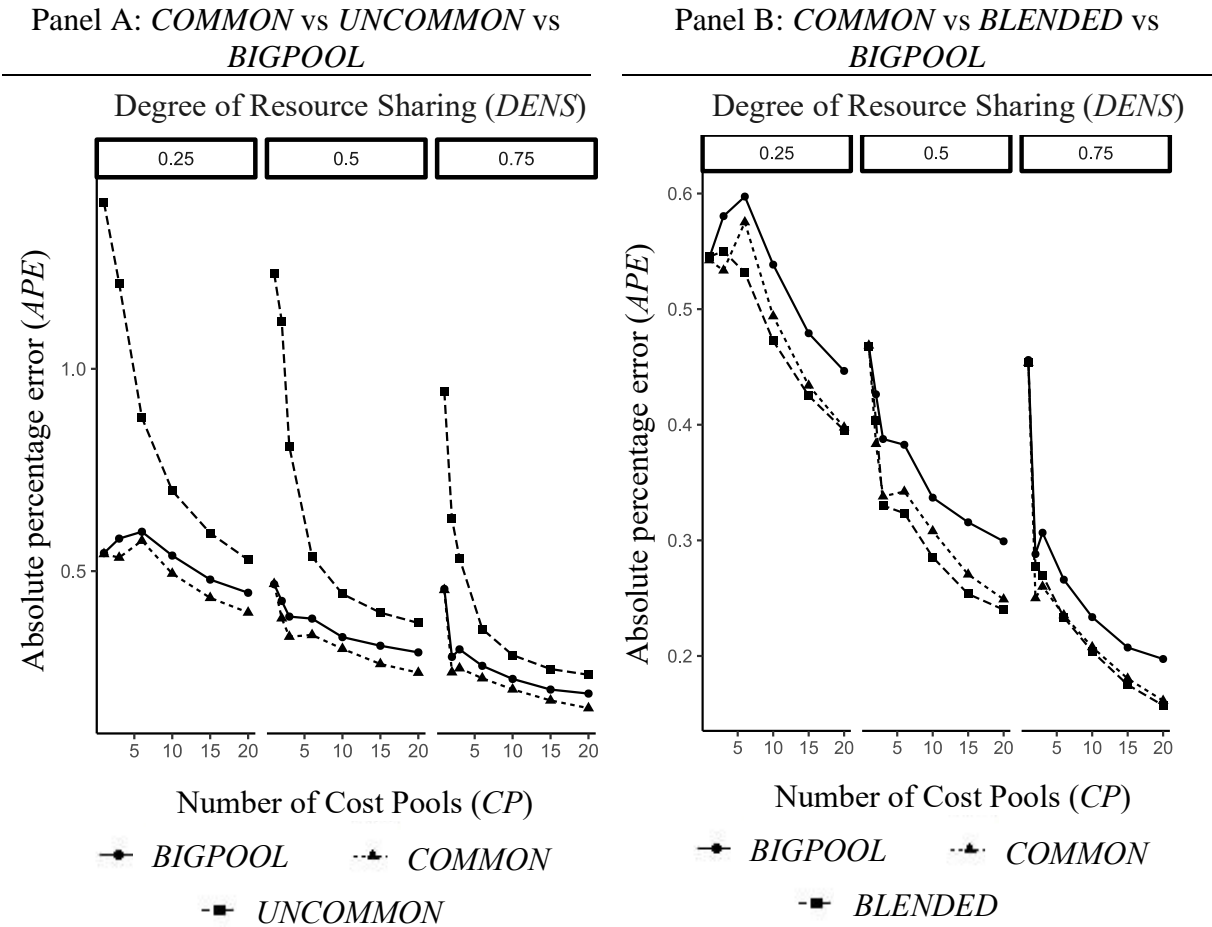 Panel A: COMMON vs UNCOMMON vs
BIGPOOL
Degree of Resource Sharing (DENS)
0.25 0.5 0.75
Absolute percentage error (APE)
1.0
0.5
5 10 15 20 5 10 15 20 5 10 15 20
Number of Cost Pools (CP)
BIGPOOL COMMON
UNCOMMON
Panel B: COMMON vs BLENDED vs
BIGPOOL
Degree of Resource Sharing (DENS)
0.25 0.5 0.75
Absolute percentage error (APE)
0.6
0.5
0.4
0.3
0.2
5 10 15 20 5 10 15 20 5 10 15 20
Number of Cost Pools (CP)
BIGPOOL COMMON
BLENDED